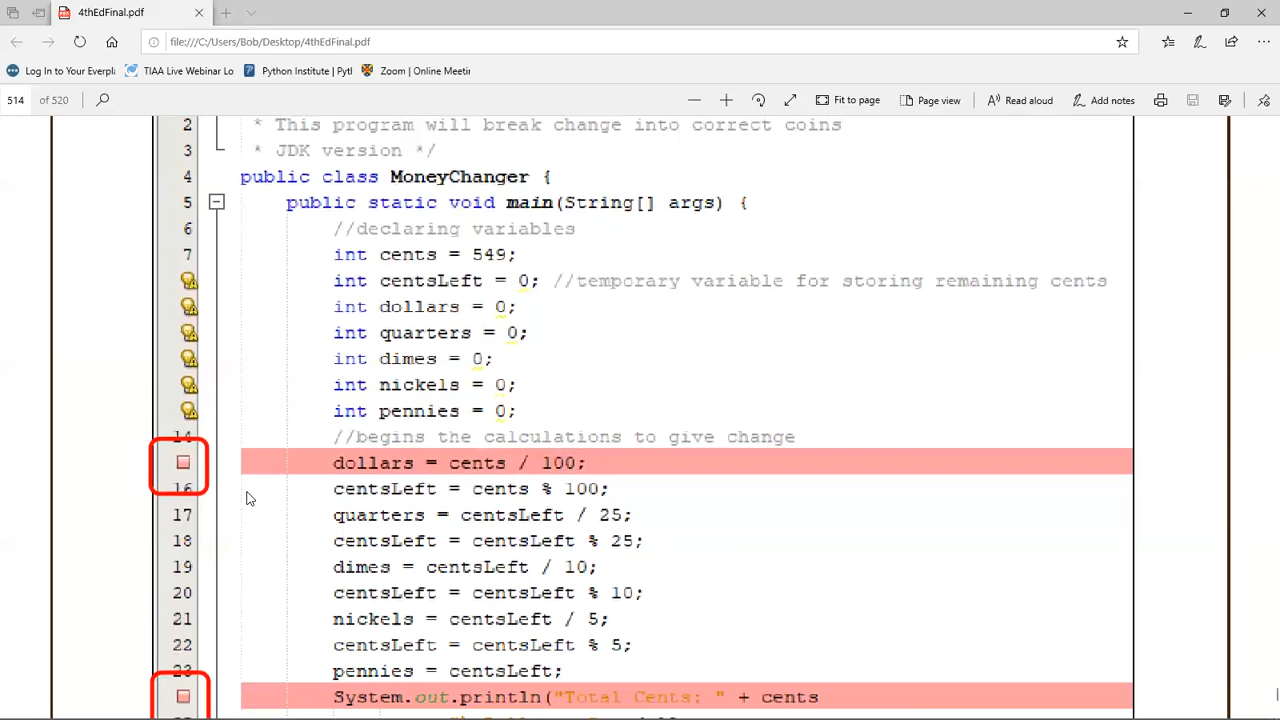 4thEdFinal.pdf
file:///C:/Users/Bob/Desktop/4thEdFinal.pdf
Log In to Your Everpla
TIAA Live Webinar Lo
Python Institute | Pytl
Zoom | Online Meetir
514 of 520
Fit to page
Page view
Read aloud
Add notes
2 * This program will break change into correct coins
3 * JDK version */
4 public class MoneyChanger {
5 public static void main(String[] args) {
6 //declaring variables
7 int cents = 549;
int centsLeft = 0; //temporary variable for storing remaining cents
int dollars = 0;
int quarters = 0;
int dimes = 0;
int nickels = 0;
int pennies = 0;
14 //begins the calculations to give change
dollars = cents / 100;
16 centsLeft = cents % 100;
17 quarters = centsLeft / 25;
18 centsLeft = centsLeft % 25;
19 dimes = centsLeft / 10;
20 centsLeft = centsLeft % 10;
21 nickels = centsLeft / 5;
22 centsLeft = centsLeft % 5;
23 pennies = centsLeft;
System.out.println("Total Cents: " + cents